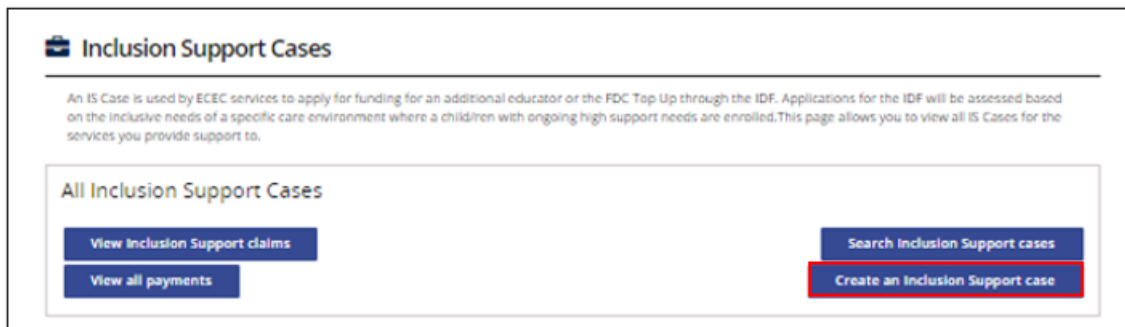 Inclusion Support Cases
An IS Case is used by ECEC services to apply for funding for an additional educator or the FDC Top Up through the IDF. Applications for the IDF will be assessed based
on the inclusive needs of a specific care environment where a child/ren with ongoing high support needs are enrolled.This page allows you to view all IS Cases for the
services you provide support to.
All Inclusion Support Cases
View Inclusion Support claims
Search Inclusion Support cases
View all payments
Create an Inclusion Support case